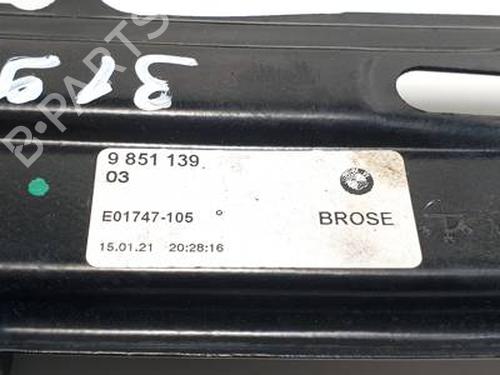 319
B-PARTS
9 851 139
03
E01747-105 °
BROSE
15.01.21 20:28:16